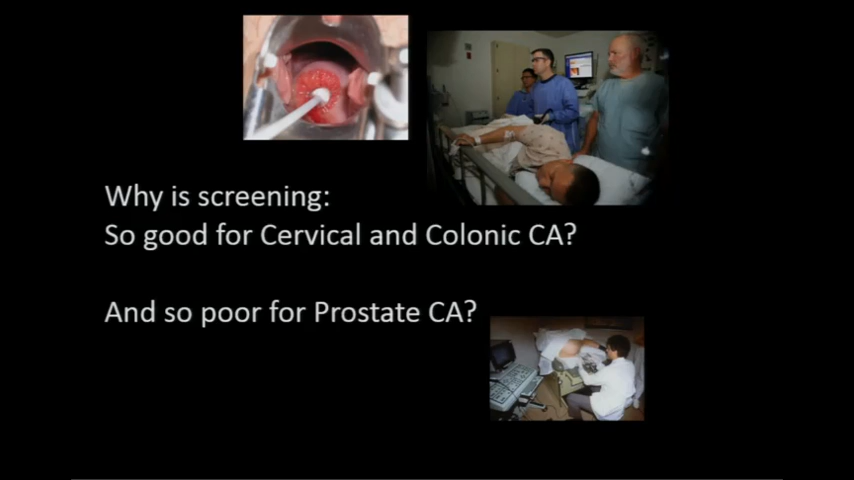 Why is screening:
So good for Cervical and Colonic CA?
And so poor for Prostate CA?